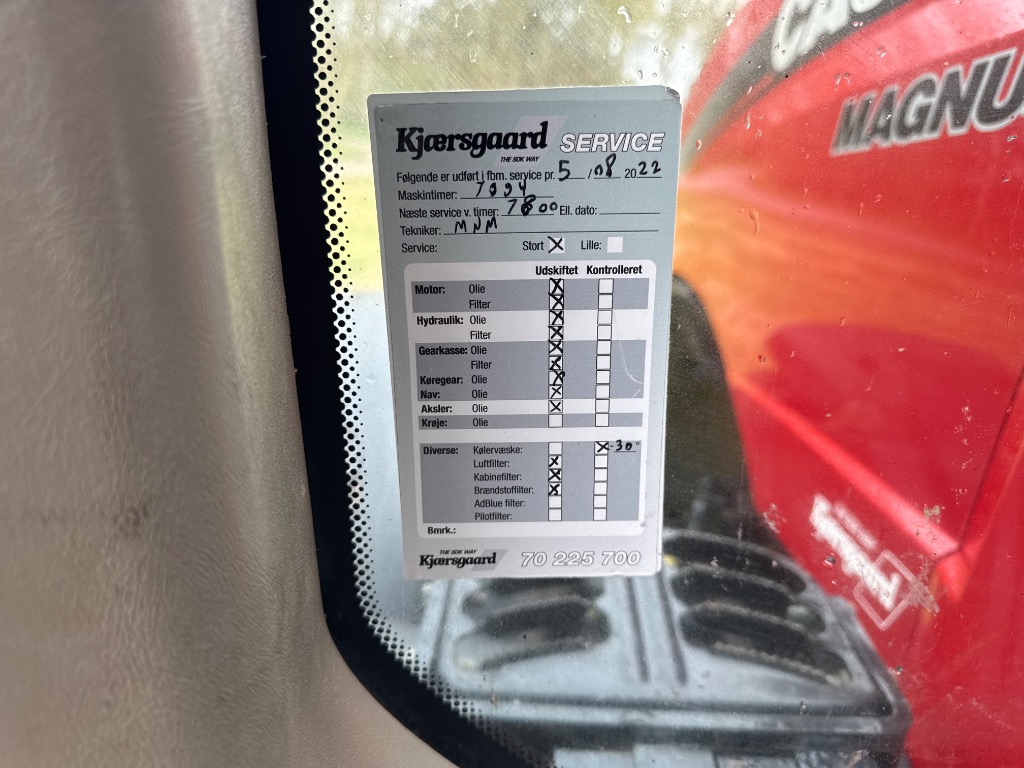 Kjærsgaard SERVICE
THE SDK WAY
Følgende er udført i fbm. service pr. 5 / 08 2022
Maskintimer:
Næste service v. timer: 7800 Ell. dato:
Tekniker: MNM
Service: Stort X Lille:
Udskiftet Kontrolleret
Motor: Olie X
Filter X
Hydraulik: Olie X
Filter X
Gearkasse: Olie X
Filter X
Køregear: Olie X
Nav: Olie X
Aksler: Olie X
Krøje: Olie
Diverse: Kølervæske: X -30°
Luftfilter: X
Kabinefilter: X
Brændstoffilter: X
AdBlue filter:
Pilotfilter:
Bmrk.:
THE SDK WAY
Kjærsgaard 70 225 700
MAGNU